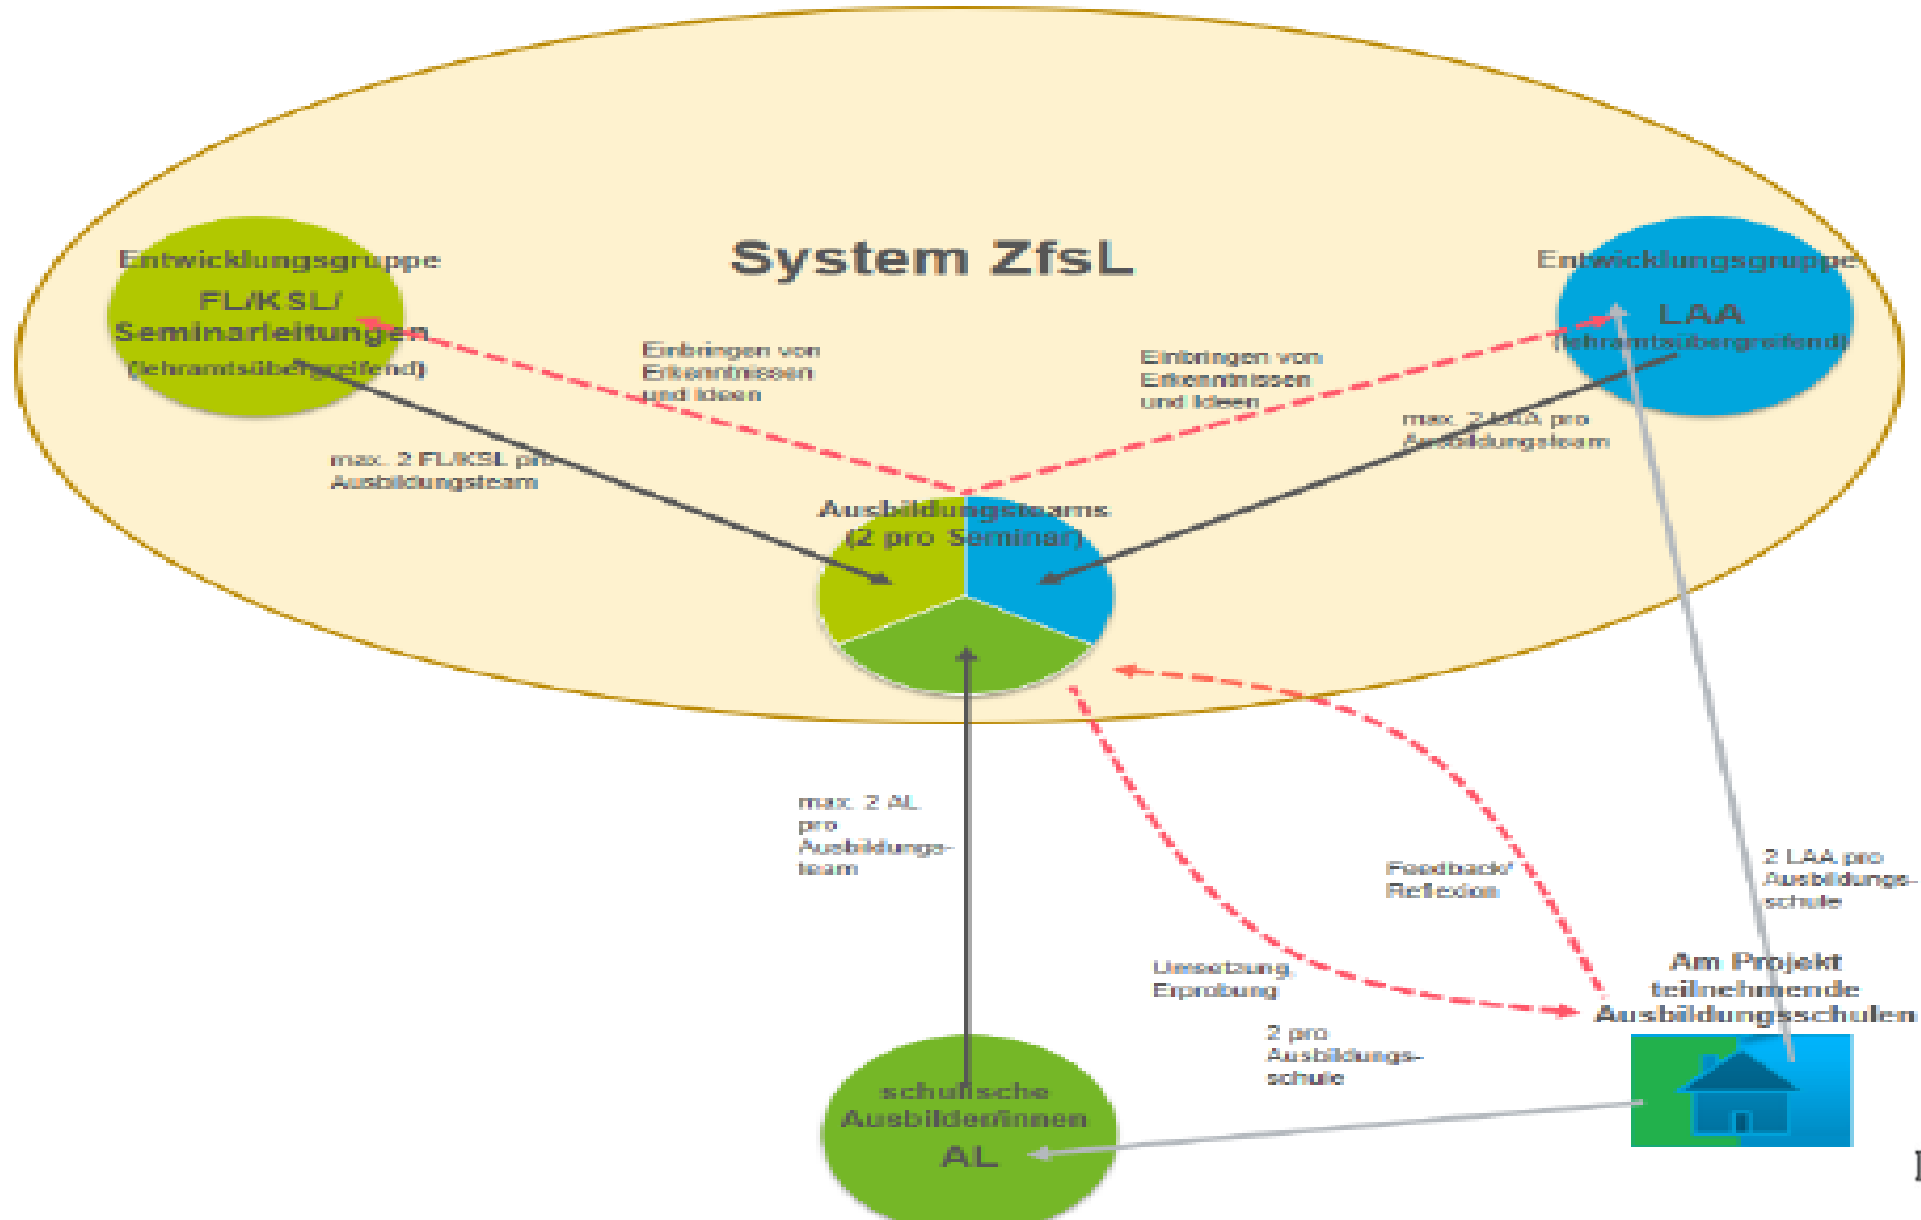 System ZfsL
Entwicklungsgruppe
FL/KSL/
Seminarleitungen
(lehramtsübergreifend)
Entwicklungsgruppe
LAA
(lehramtsübergreifend)
Einbringen von
Erkenntnissen
und Ideen
Einbringen von
Erkenntnissen
und Ideen
max. 2 FL/KSL pro
Ausbildungsteam
max. 2 LAA pro
Ausbildungsteam
Ausbildungsteams
(2 pro Seminar)
max. 2 AL
pro
Ausbildungs-
team
Feedback/
Reflexion
2 LAA pro
Ausbildungs-
schule
Umsetzung,
Erprobung
Am Projekt
teilnehmende
Ausbildungsschulen
2 pro
Ausbildungs-
schule
schulische
Ausbilder/innen
AL